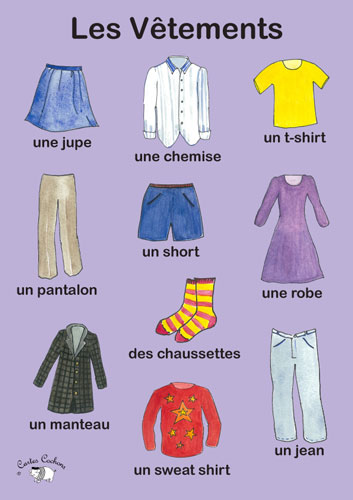 Les Vêtements
une jupe
une chemise
un t-shirt
un pantalon
un short
une robe
des chaussettes
un manteau
un sweat shirt
un jean
© Cartes Cochons